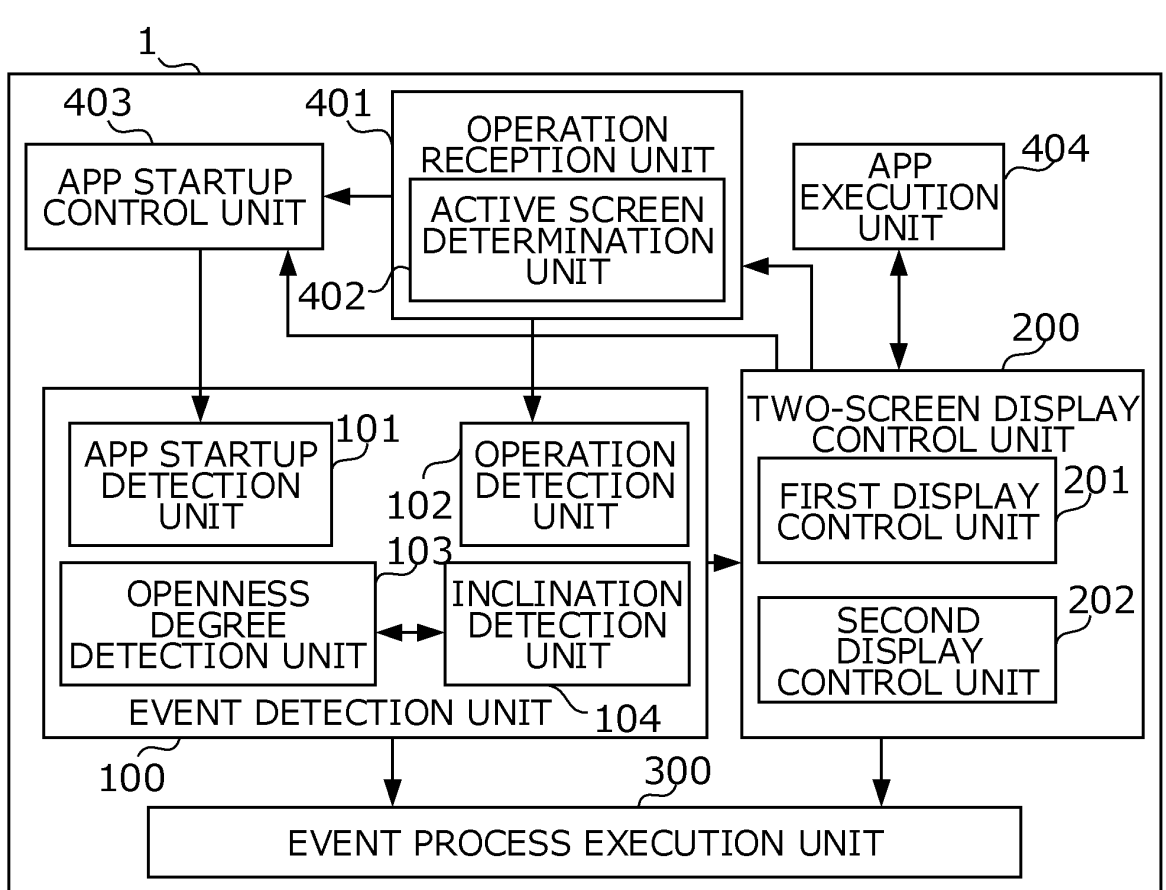 1
403
APP STARTUP
CONTROL UNIT
401
OPERATION
RECEPTION UNIT
ACTIVE SCREEN
DETERMINATION
UNIT
402
APP
EXECUTION
UNIT
404
200
TWO-SCREEN DISPLAY
CONTROL UNIT
FIRST DISPLAY
CONTROL UNIT
201
SECOND
DISPLAY
CONTROL UNIT
202
APP STARTUP
DETECTION
UNIT
101
OPERATION
DETECTION
UNIT
102
OPENNESS
DEGREE
DETECTION UNIT
103
INCLINATION
DETECTION
UNIT
104
EVENT DETECTION UNIT
100
300
EVENT PROCESS EXECUTION UNIT